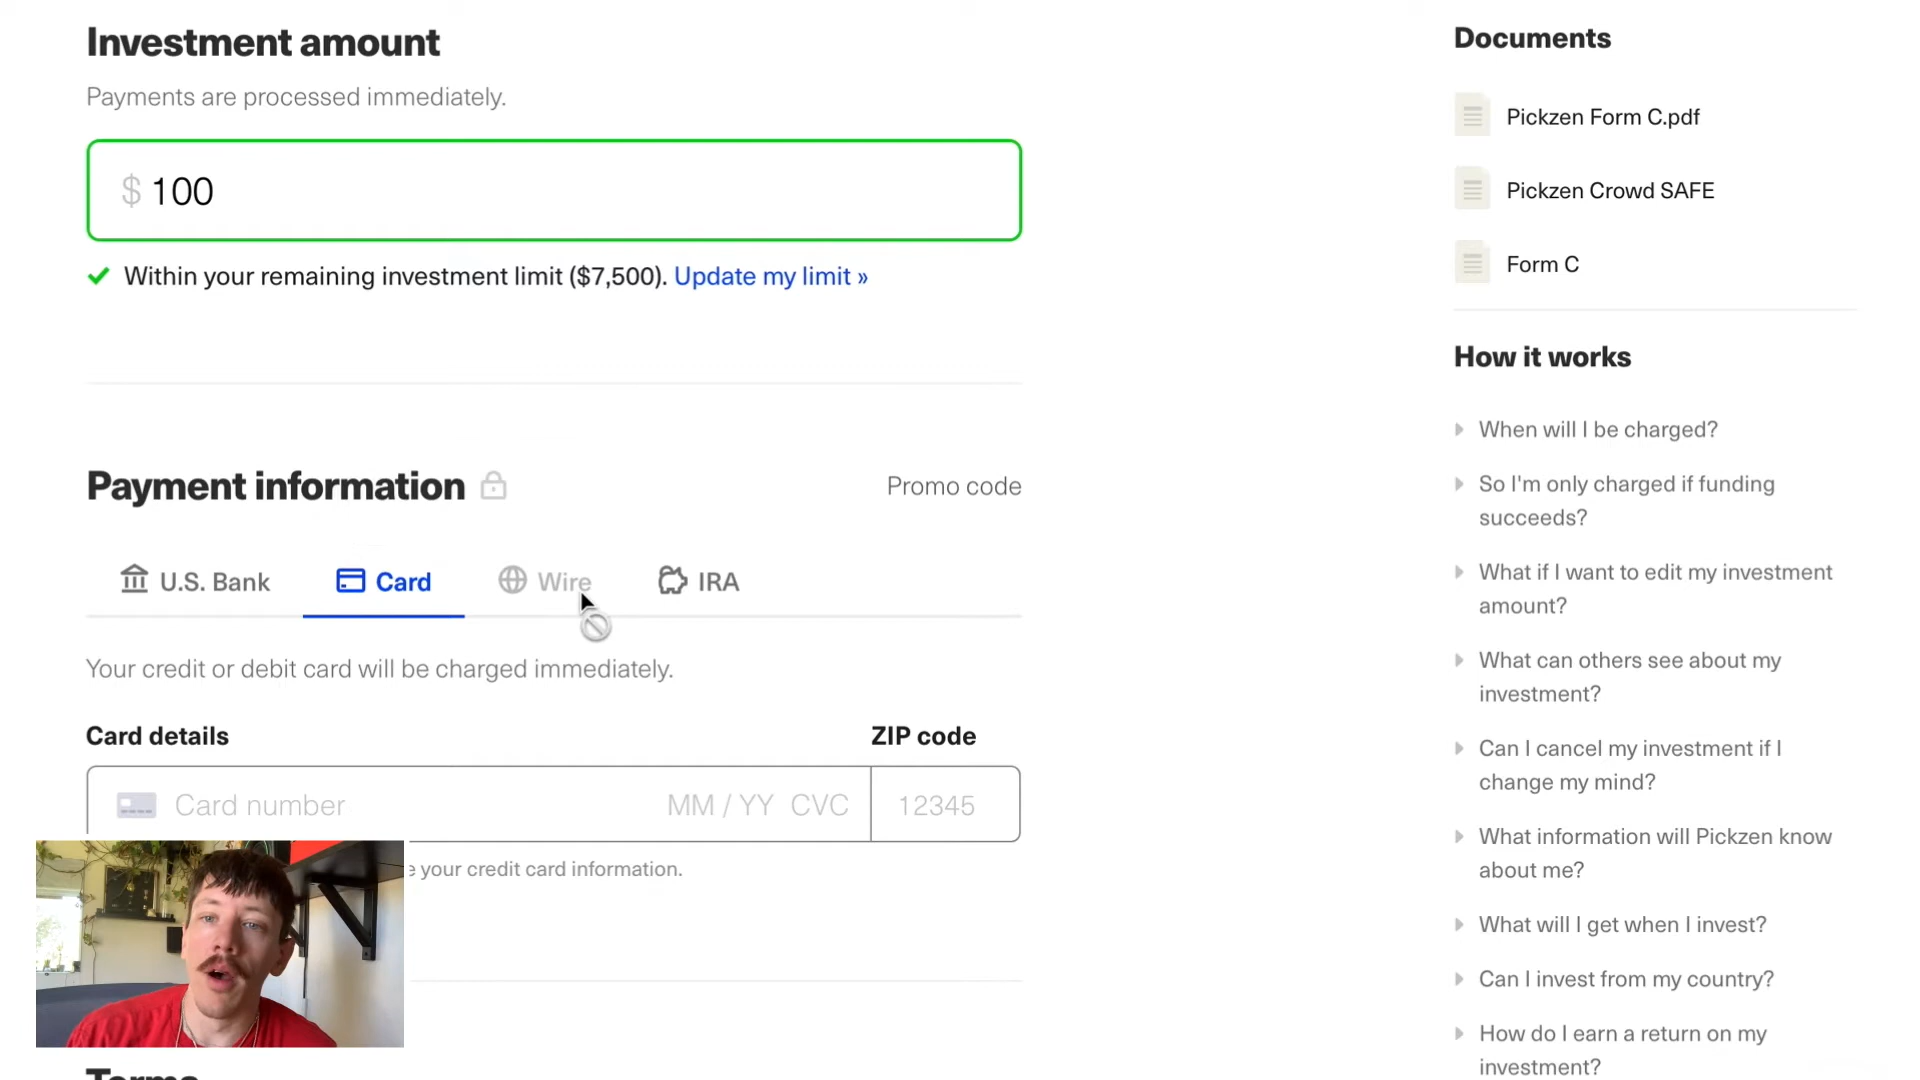 Investment amount
Payments are processed immediately.
$ 100
Within your remaining investment limit ($7,500). Update my limit »
Payment information
Promo code
U.S. Bank
Card
Wire
IRA
Your credit or debit card will be charged immediately.
Card details
ZIP code
Card number
MM / YY CVC
12345
your credit card information.
Documents
Pickzen Form C.pdf
Pickzen Crowd SAFE
Form C
How it works
When will I be charged?
So I'm only charged if funding
succeeds?
What if I want to edit my investment
amount?
What can others see about my
investment?
Can I cancel my investment if I
change my mind?
What information will Pickzen know
about me?
What will I get when I invest?
Can I invest from my country?
How do I earn a return on my
investment?